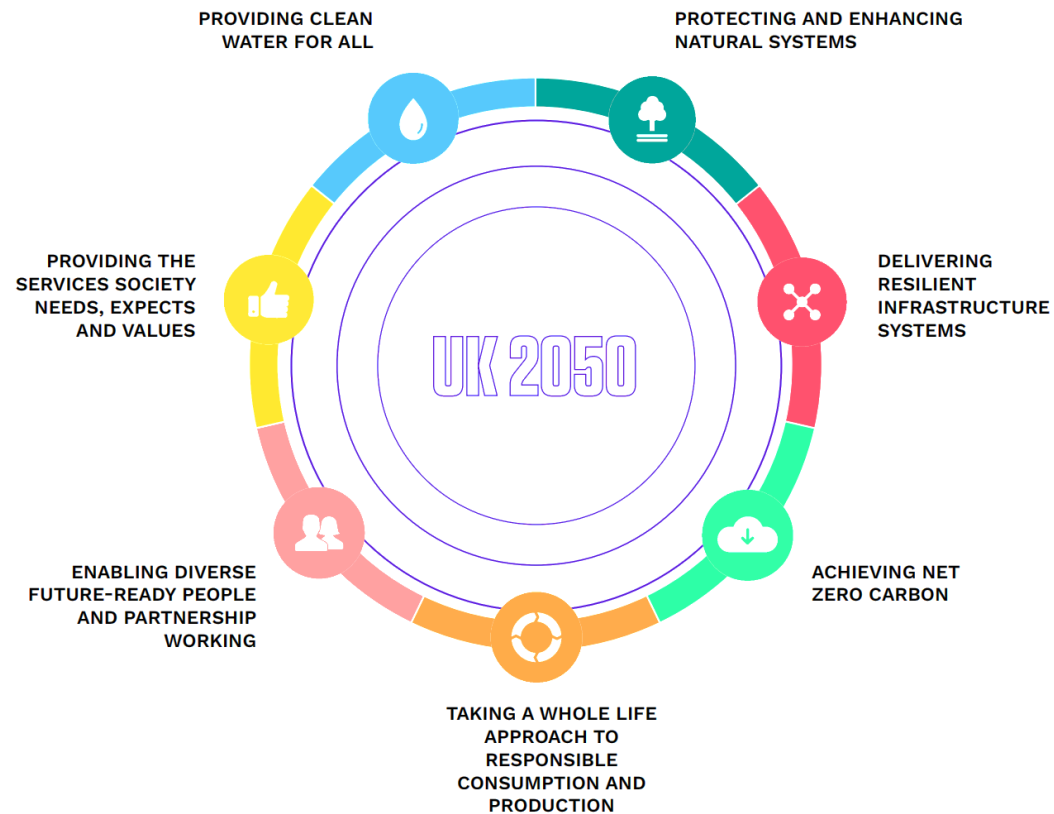 PROVIDING CLEAN
WATER FOR ALL
PROTECTING AND ENHANCING
NATURAL SYSTEMS
PROVIDING THE
SERVICES SOCIETY
NEEDS, EXPECTS
AND VALUES
DELIVERING
RESILIENT
INFRASTRUCTURE
SYSTEMS
UK 2050
ENABLING DIVERSE
FUTURE-READY PEOPLE
AND PARTNERSHIP
WORKING
ACHIEVING NET
ZERO CARBON
TAKING A WHOLE LIFE
APPROACH TO
RESPONSIBLE
CONSUMPTION AND
PRODUCTION